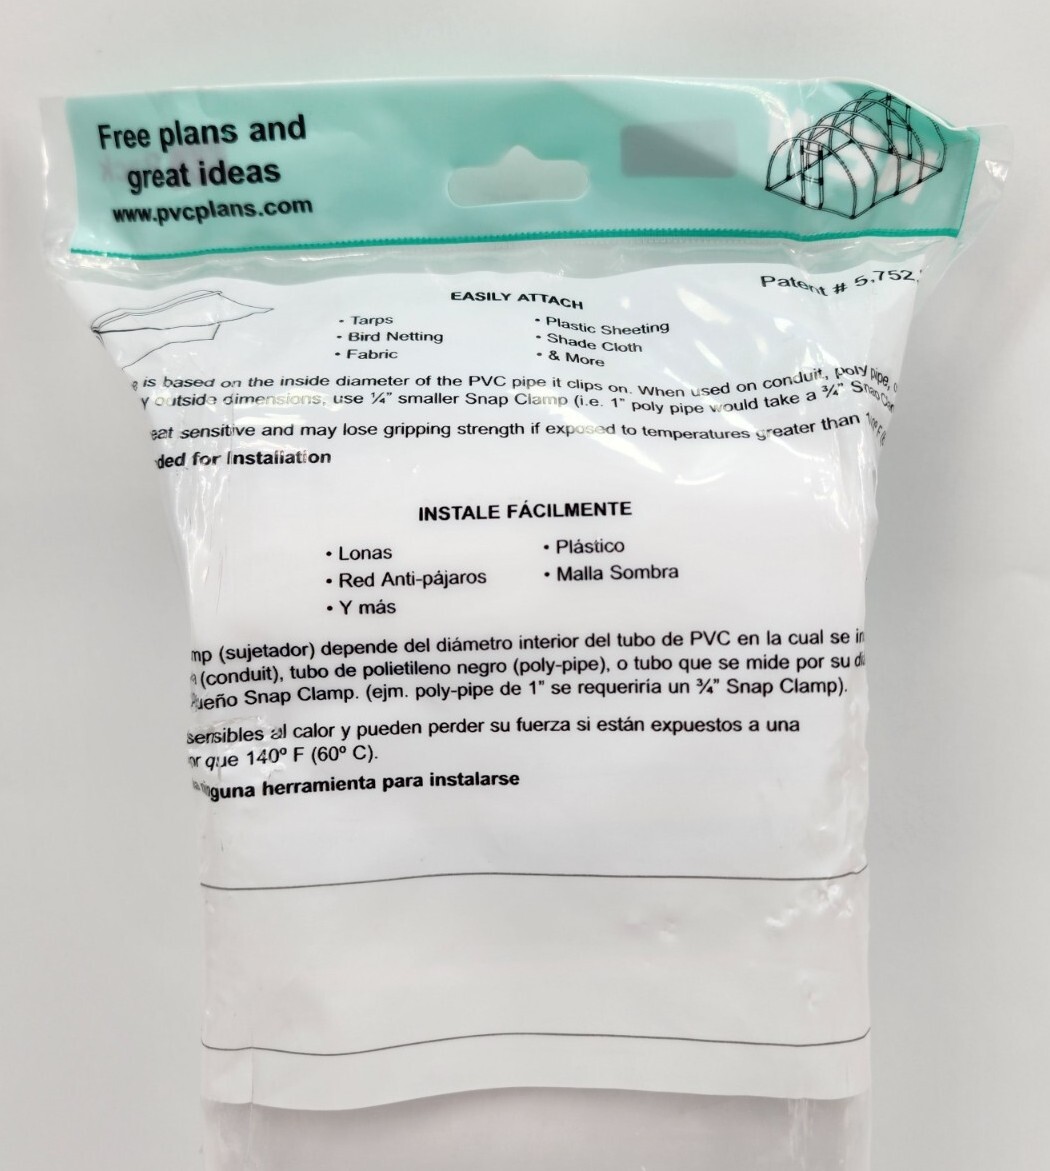 Free plans and
great ideas
www.pvcplans.com
Patent # 5,752,
EASILY ATTACH
• Tarps
• Bird Netting
• Fabric
• Plastic Sheeting
• Shade Cloth
• & More
is based on the inside diameter of the PVC pipe it clips on. When used on conduit, poly pipe,
outside dimensions, use ¼" smaller Snap Clamp (i.e. 1" poly pipe would take a ¾" Snap
sensitive and may lose gripping strength if exposed to temperatures greater than
for Installation
INSTALE FÁCILMENTE
• Lonas
• Red Anti-pájaros
• Y más
• Plástico
• Malla Sombra
mp (sujetador) depende del diámetro interior del tubo de PVC en la cual se in
(conduit), tubo de polietileno negro (poly-pipe), o tubo que se mide por su
ueño Snap Clamp. (ejm. poly-pipe de 1" se requeriría un ¾" Snap Clamp).
sensibles al calor y pueden perder su fuerza si están expuestos a una
que 140º F (60º C).
guna herramienta para instalarse